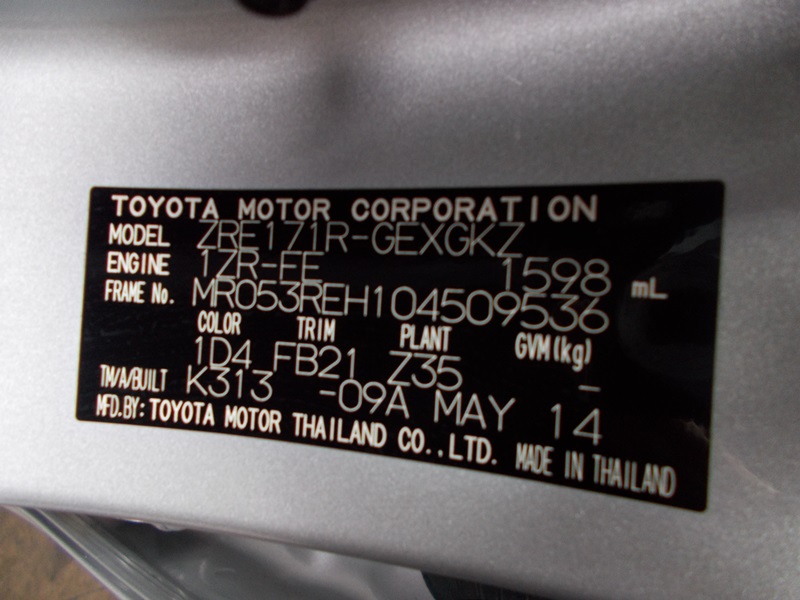 TOYOTA MOTOR CORPORATION
MODEL ZRE171R-GEXGKZ
ENGINE 1ZR-FE 1598 mL
FRAME No. MR053REH104509536
COLOR TRIM PLANT GVM(kg)
1D4 FB21 Z35 -
TM/A/BUILT K313 -09A MAY 14
MFD.BY: TOYOTA MOTOR THAILAND CO.,LTD. MADE IN THAILAND